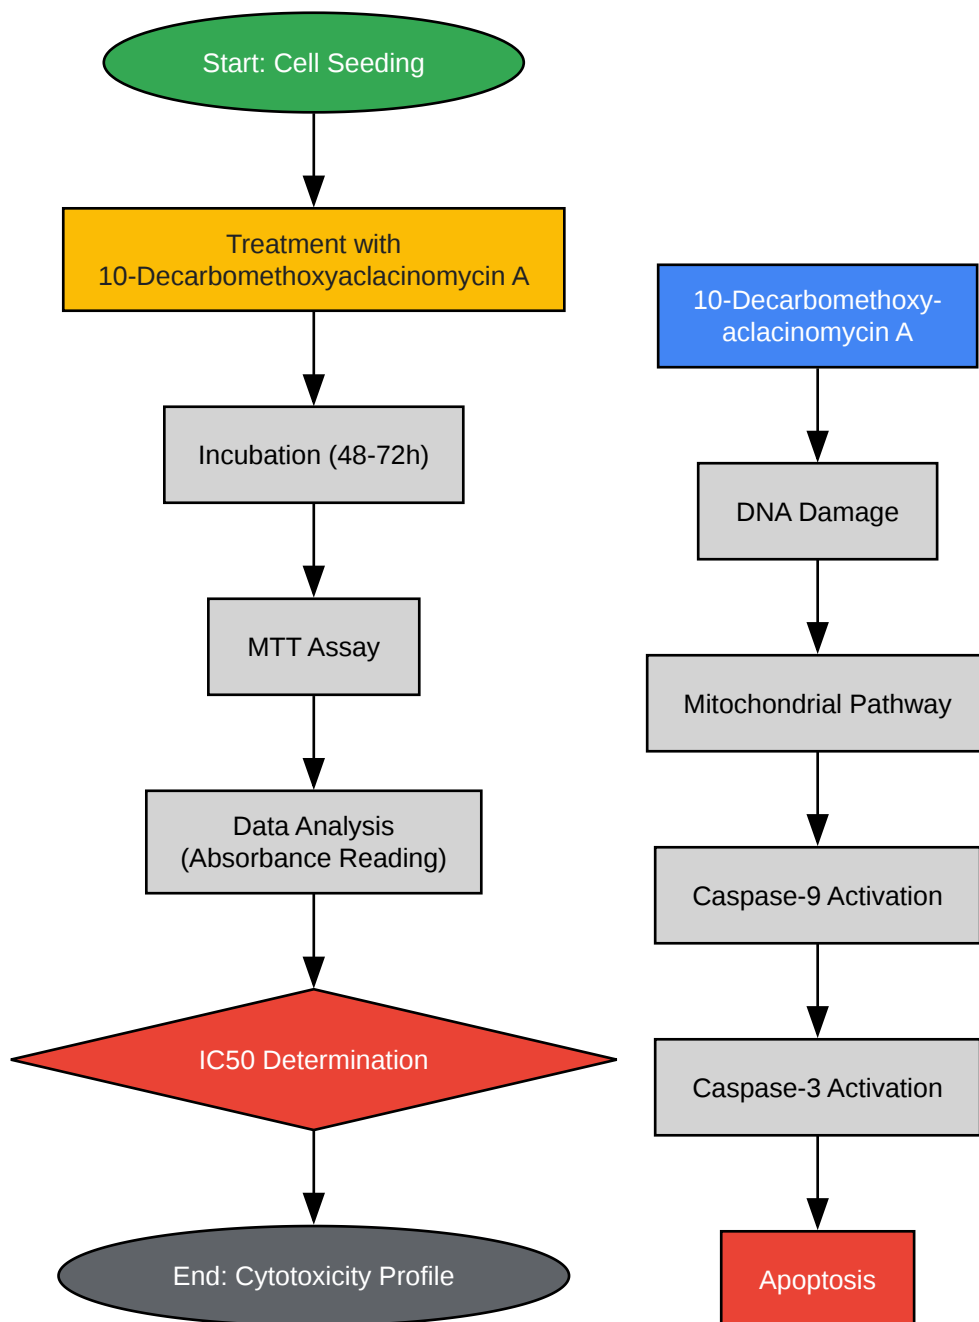 Start: Cell Seeding
Treatment with
10-Decarbomethoxyaclacinomycin A
Incubation (48-72h)
MTT Assay
Data Analysis
(Absorbance Reading)
IC50 Determination
End: Cytotoxicity Profile
10-Decarbomethoxy-
aclacinomycin A
DNA Damage
Mitochondrial Pathway
Caspase-9 Activation
Caspase-3 Activation
Apoptosis